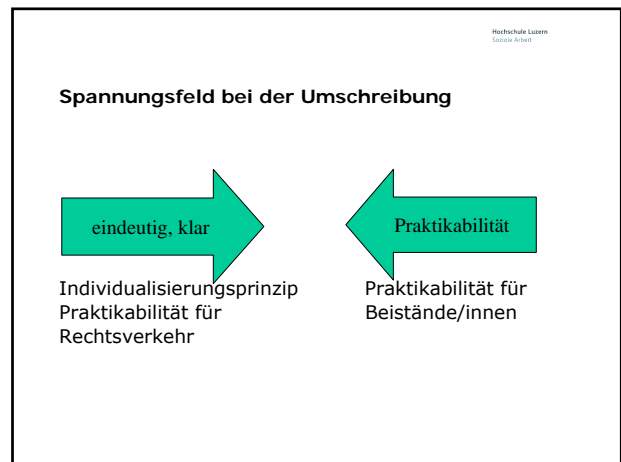 Hochschule Luzern
Soziale Arbeit
Spannungsfeld bei der Umschreibung
eindeutig, klar
Praktikabilität
Individualisierungsprinzip
Praktikabilität für
Rechtsverkehr
Praktikabilität für
Beistände/innen